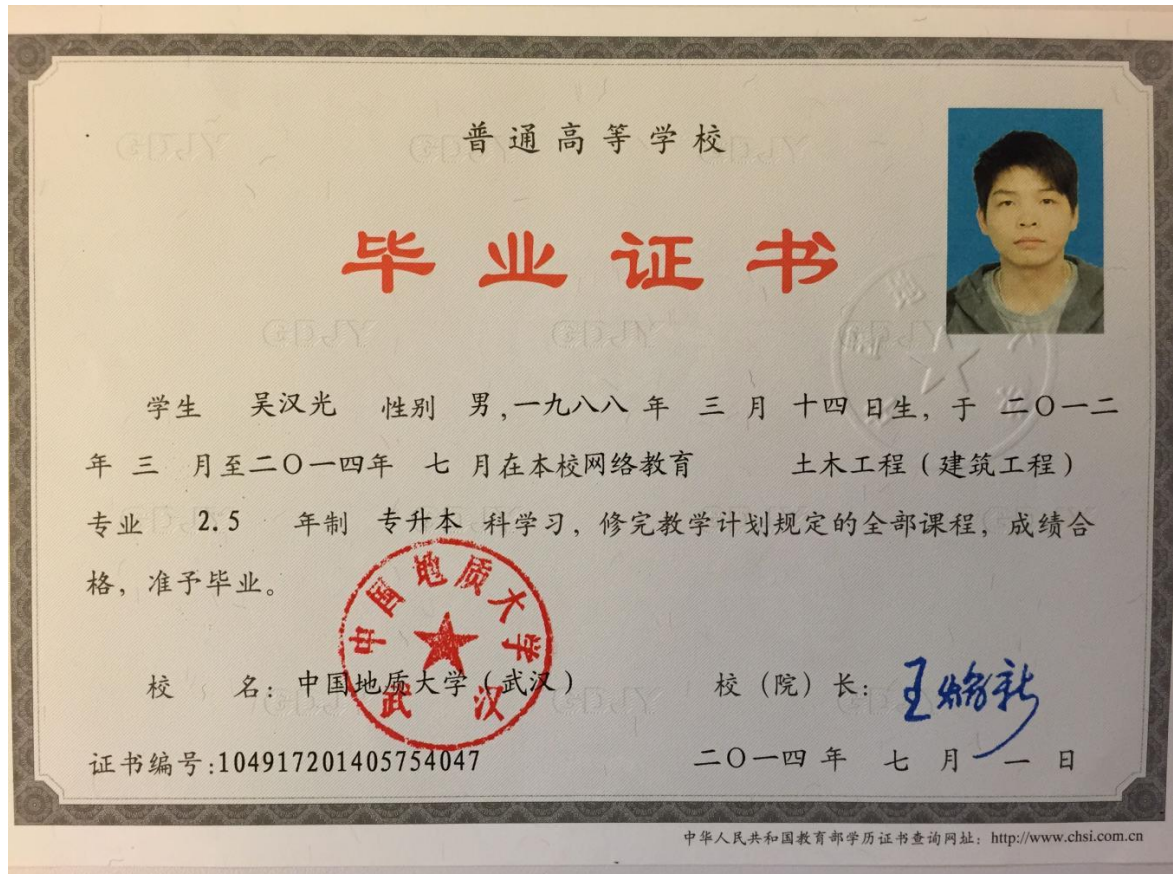 普通高等学校
毕业证书
学生 吴汉光 性别 男,一九八八 年 三 月 十四 日生, 于 二〇一二
年 三 月至二〇一四年 七 月在本校网络教育 土木工程(建筑工程)
专业 2.5 年制 专升本 科学习, 修完教学计划规定的全部课程, 成绩合
格, 准予毕业。
中国地质大学
武汉
校 名: 中国地质大学(武汉) 校(院)长: 王焰新
证书编号:104917201405754047 二〇一四 年 七 月 一 日
中华人民共和国教育部学历证书查询网址: http://www.chsi.com.cn